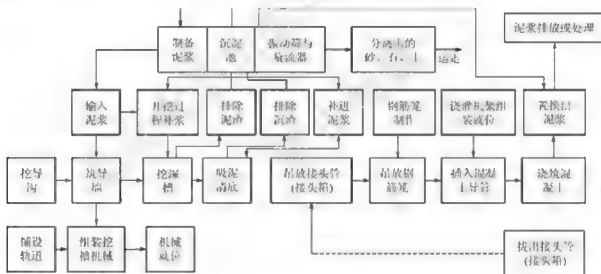 泥浆排放或处理
制备
泥浆
沉淀
池
振动筛与
旋流器
分离土的
砂、石、土
运走
输入
泥浆
开挖过
程补浆
排除
泥渣
排除
沉渣
补进
泥浆
钢筋笼
制作
浇灌机架组
装就位
置换出
泥浆
挖导
沟
筑导
墙
挖深
槽
吸泥
清底
吊放接头管
(接头箱)
吊放钢
筋笼
插入混凝
土导管
浇筑混
凝土
铺设
轨道
组装挖
槽机械
机械
就位
拔出接头管
(接头箱)